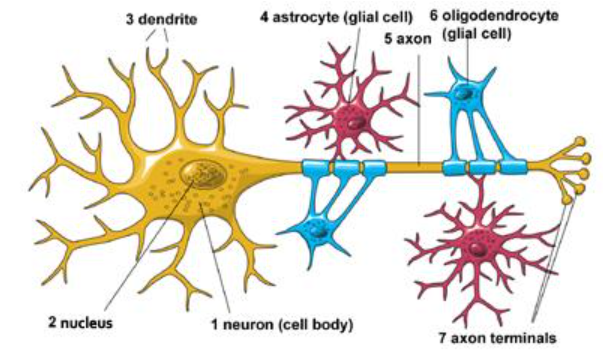 3 dendrite
4 astrocyte (glial cell)
6 oligodendrocyte
(glial cell)
5 axon
2 nucleus
1 neuron (cell body)
7 axon terminals